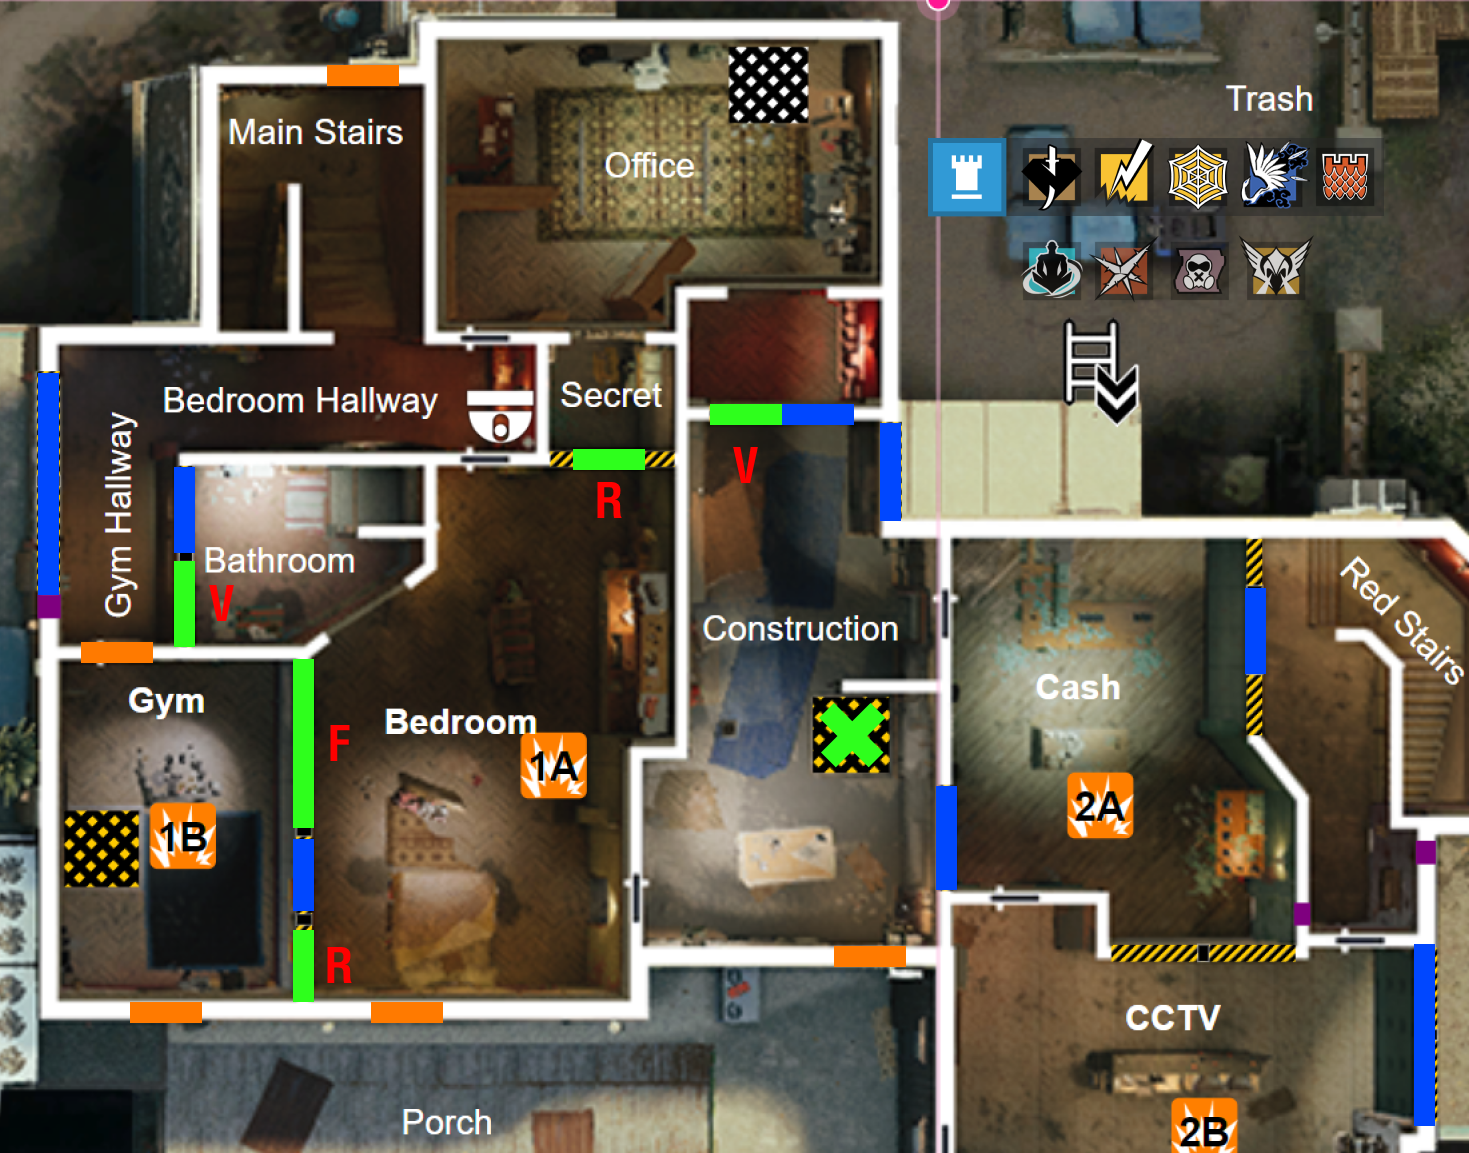 Trash
Main Stairs
Office
Bedroom Hallway
Secret
Gym Hallway
V
R
Bathroom
V
Red Stairs
Construction
Cash
Gym
Bedroom
F
1A
2A
1B
R
CCTV
Porch
2B